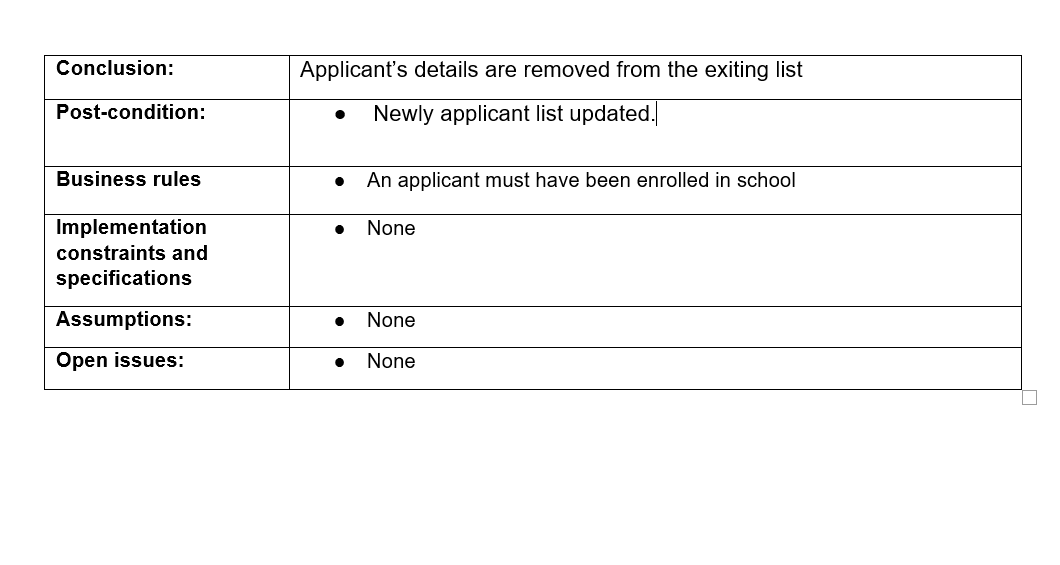 Conclusion: Applicant’s details are removed from the exiting list
Post-condition: ● Newly applicant list updated.
Business rules ● An applicant must have been enrolled in school
Implementation ● None
constraints and
specifications
Assumptions: ● None
Open issues: ● None